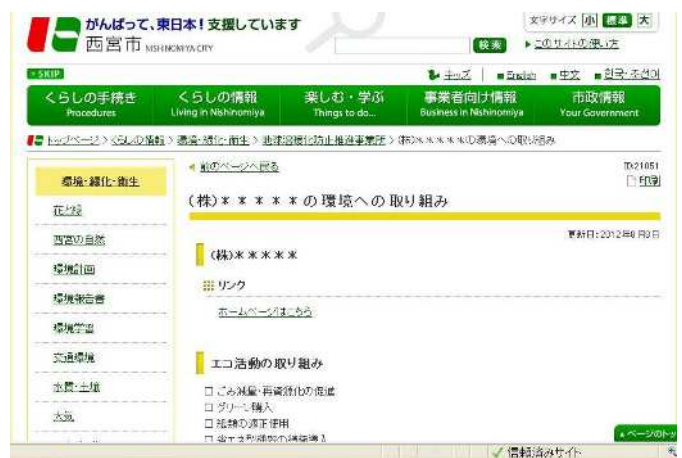 がんばって、東日本！支援しています
文字サイズ 小 標準 大
西宮市 NISHINOMIYA CITY
検索 このサイトの使い方
SKIP
キッズ English 中文 한국·조선어
くらしの手続き くらしの情報 楽しむ・学ぶ 事業者向け情報 市政情報
Procedures Living in Nishinomiya Things to do... Business in Nishinomiya Your Government
トップページ > くらしの情報 > 環境・緑化・衛生 > 地球温暖化防止推進事業所 > (株)＊＊＊＊＊の環境への取り組み
前のページへ戻る
ID:21051
印刷
環境・緑化・衛生
(株)＊＊＊＊＊の環境への取り組み
花と緑
更新日:2012年8月9日
西宮の自然
(株)＊＊＊＊＊
環境計画
リンク
環境報告書
ホームページはこちら
環境学習
交通環境
エコ活動の取り組み
水質・土壌
□ ごみ減量・再資源化の促進
□ グリーン購入
大気
□ 紙類の適正使用
ページのトッ
信頼済みサイト